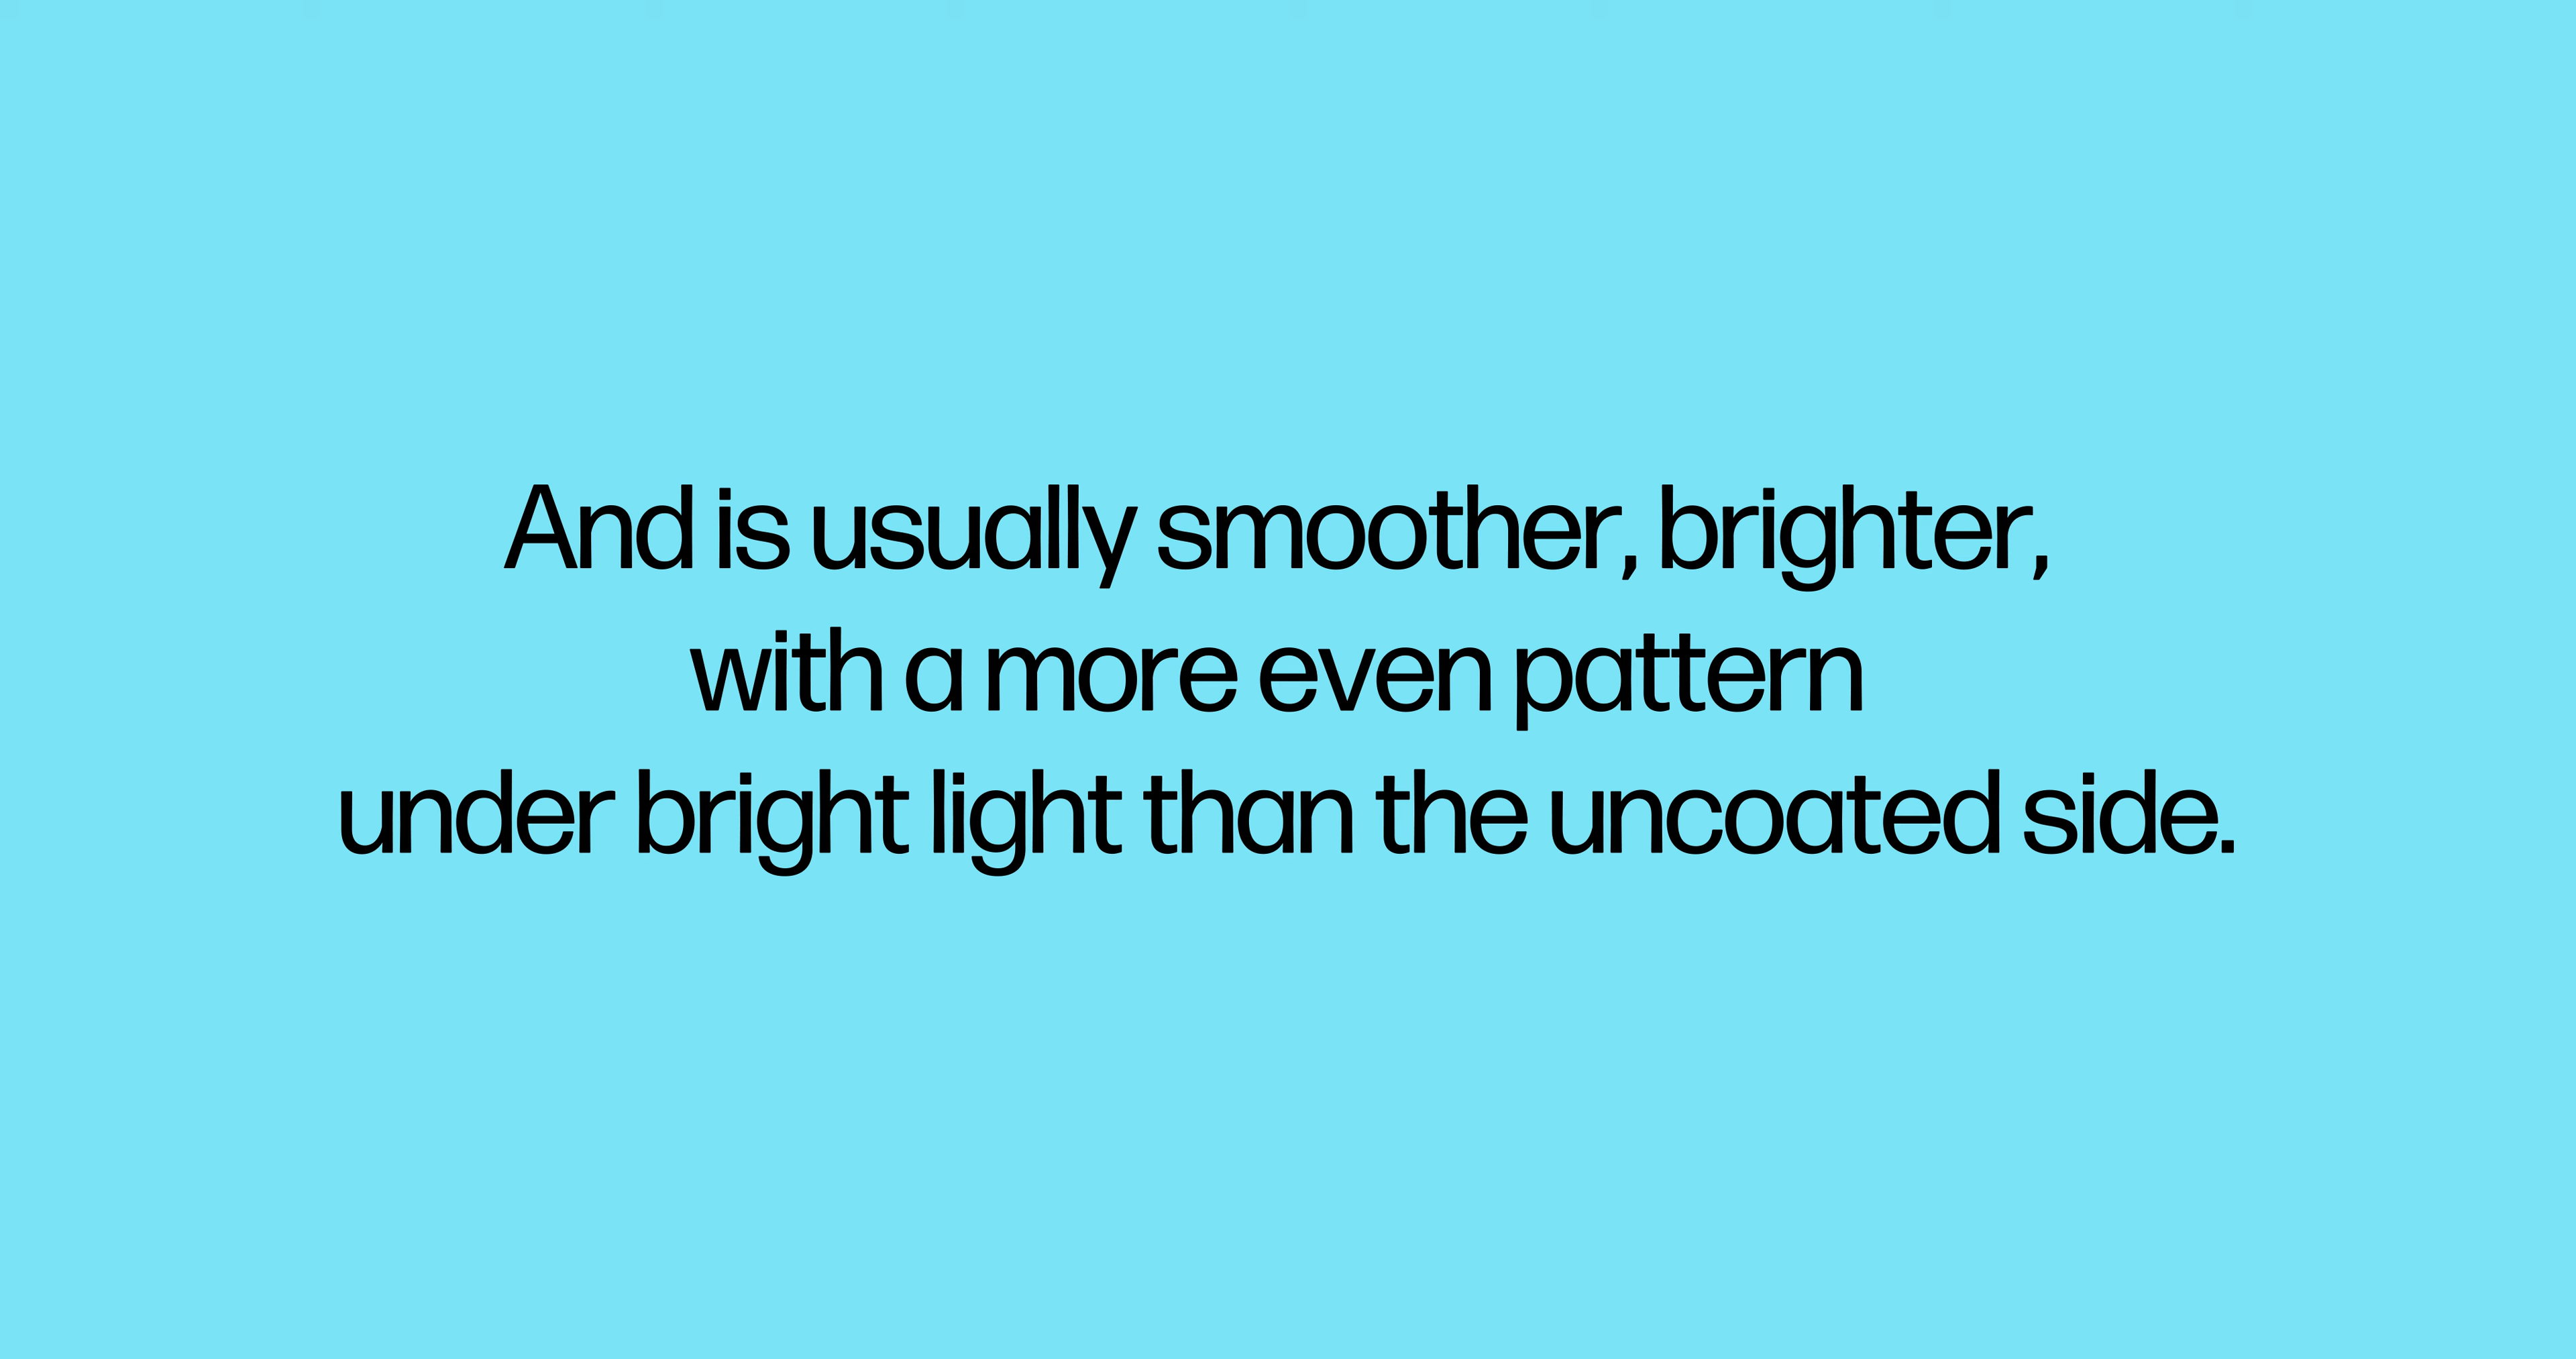 And is usually smoother, brighter,
with a more even pattern
under bright light than the uncoated side.